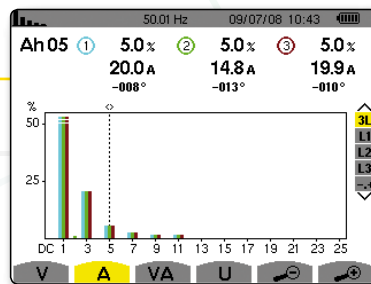 50.01 Hz 09/07/08 10:43
Ah 05 1 5.0 % 2 5.0 % 3 5.0 %
20.0 A 14.8 A 19.9 A
-008° -013° -010°
%
50
25
3L
L1
L2
L3
DC 1 3 5 7 9 11 13 15 17 19 21 23 25
V A VA U